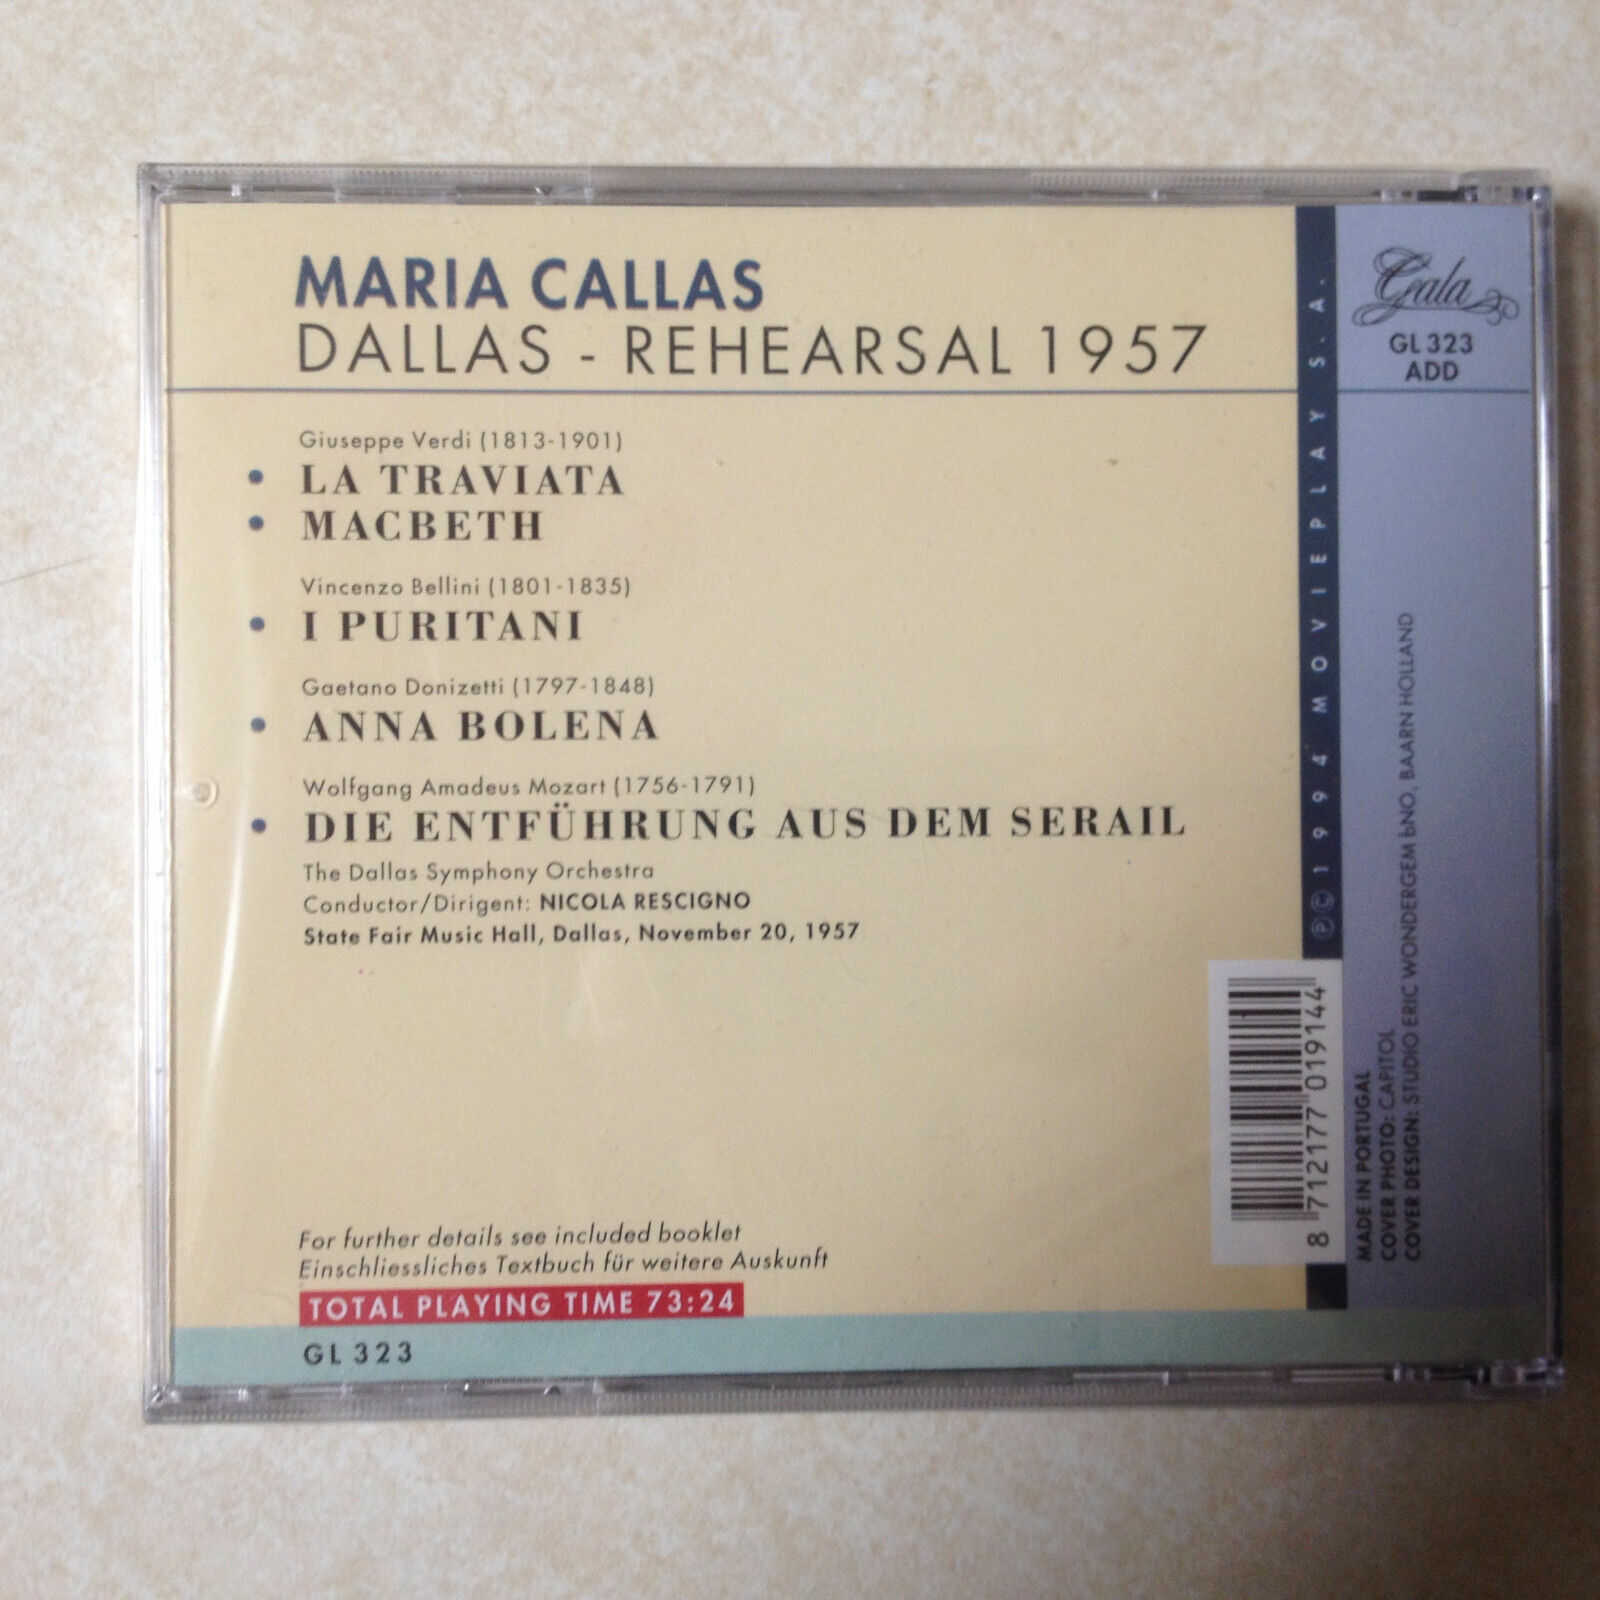 MARIA CALLAS
DALLAS - REHEARSAL 1957
Giuseppe Verdi (1813-1901)
• LA TRAVIATA
• MACBETH
Vincenzo Bellini (1801-1835)
• I PURITANI
Gaetano Donizetti (1797-1848)
• ANNA BOLENA
Wolfgang Amadeus Mozart (1756-1791)
• DIE ENTFÜHRUNG AUS DEM SERAIL
The Dallas Symphony Orchestra
Conductor/Dirigent: NICOLA RESCIGNO
State Fair Music Hall, Dallas, November 20, 1957
For further details see included booklet
Einschliessliches Textbuch für weitere Auskunft
TOTAL PLAYING TIME 73:24
GL 323
Ⓟ© 1994 MOVIEPLAY S.A.
Gala
GL 323
ADD
8 712177 019144
MADE IN PORTUGAL
COVER PHOTO: CAPITOL
COVER DESIGN: STUDIO ERIC WONDERGEM bNO, BAARN HOLLAND